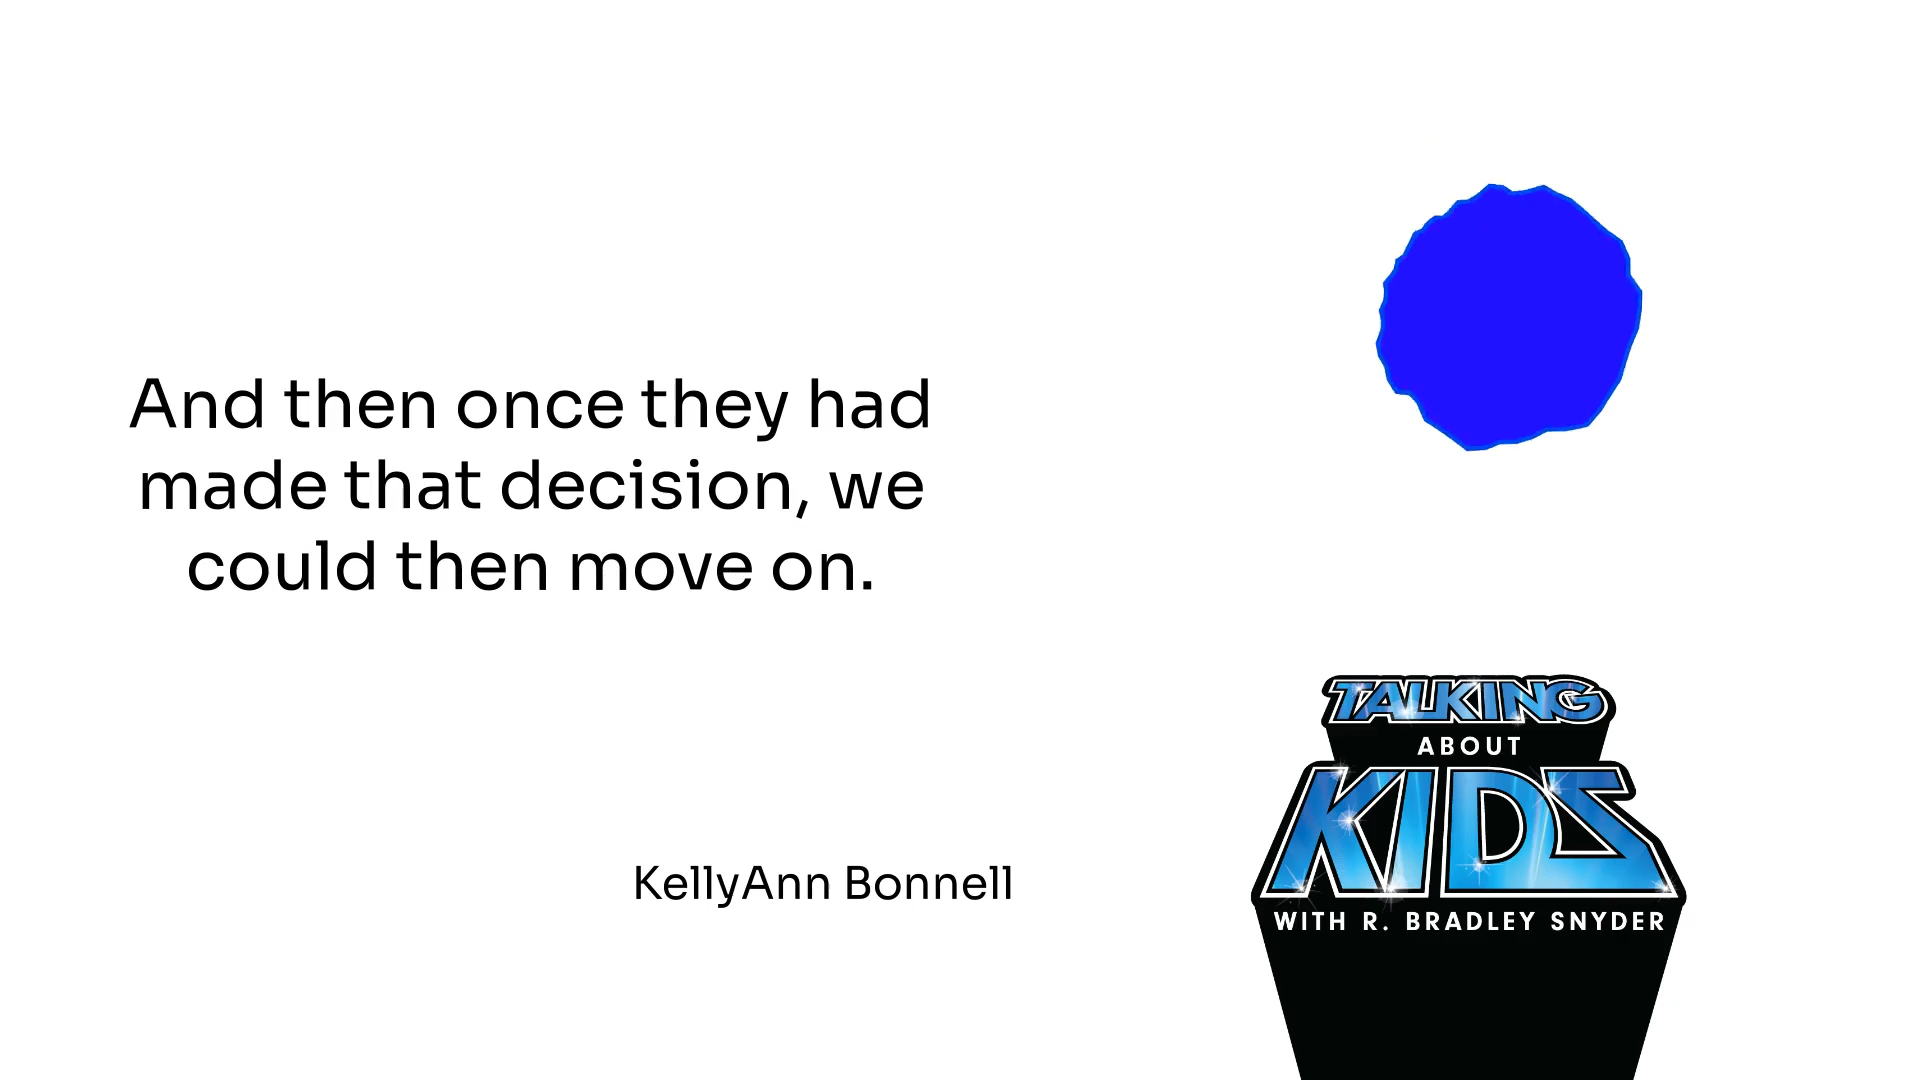 And then once they had
made that decision, we
could then move on.
KellyAnn Bonnell
TALKING
ABOUT
KIDS
WITH R. BRADLEY SNYDER